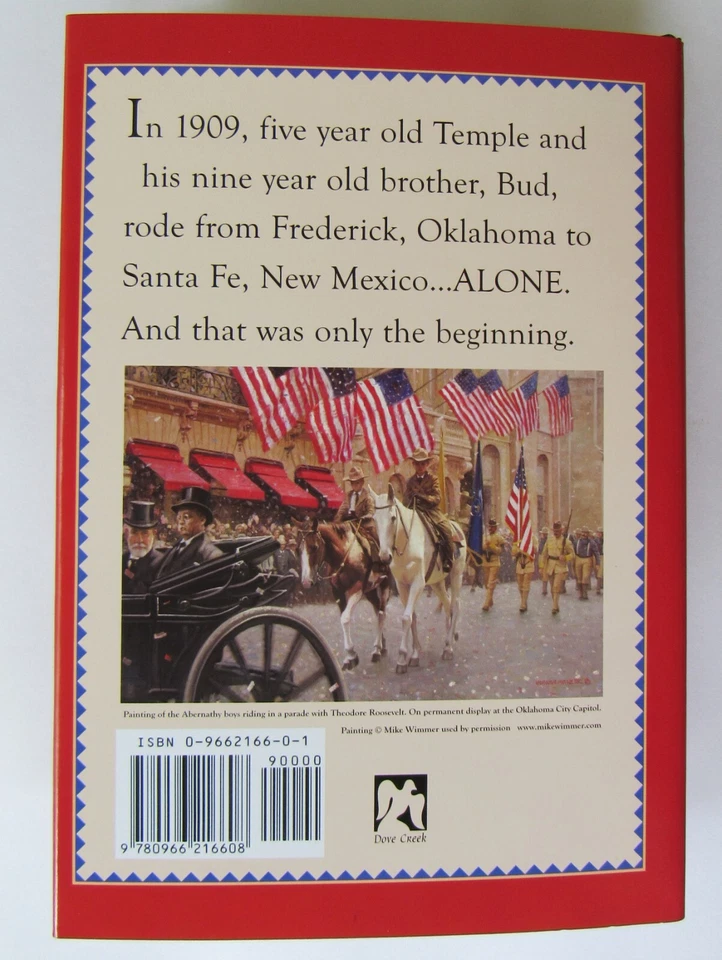 In 1909, five year old Temple and
his nine year old brother, Bud,
rode from Frederick, Oklahoma to
Santa Fe, New Mexico...ALONE.
And that was only the beginning.
Painting of the Abernathy boys riding in a parade with Theodore Roosevelt. On permanent display at the Oklahoma City Capitol.
Painting © Mike Wimmer used by permission www.mikewimmer.com
ISBN 0-9662166-0-1
90000
9 780966 216608
Dove Creek